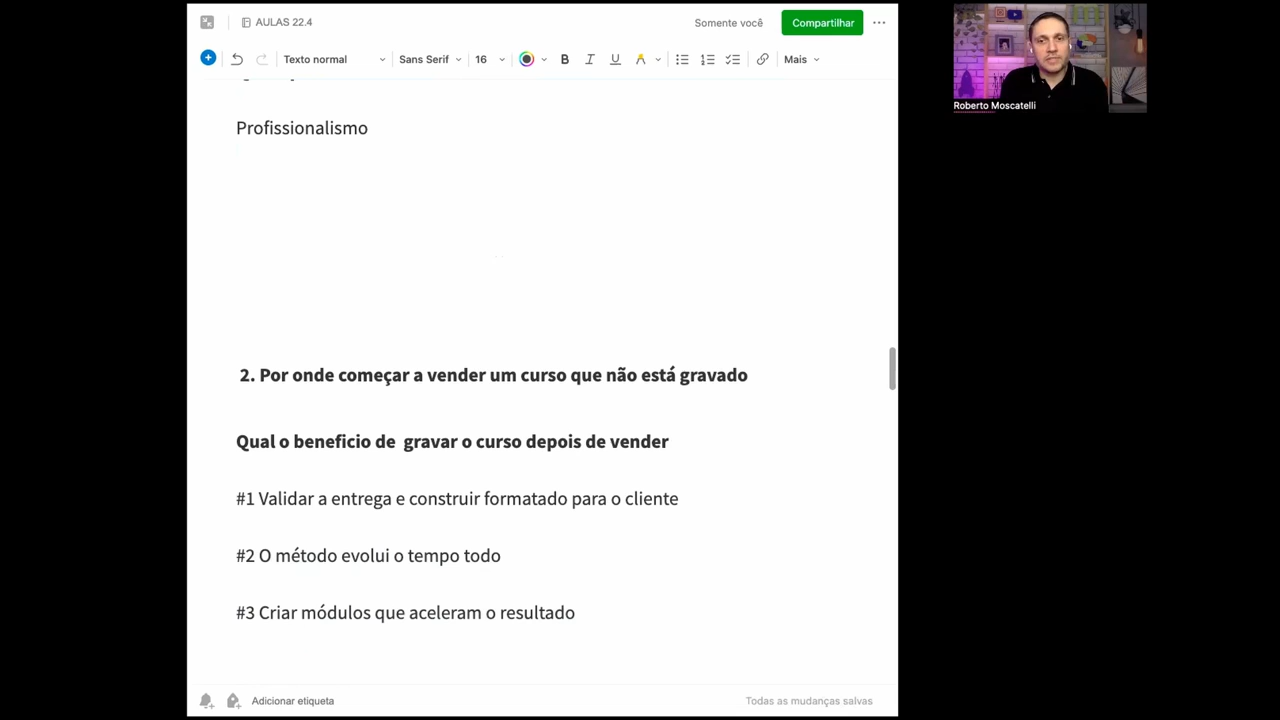 AULAS 22.4
Somente você
Compartilhar
Texto normal
Sans Serif
16
B
I
U
A
Mais
Roberto Moscatelli
Profissionalismo
2. Por onde começar a vender um curso que não está gravado
Qual o beneficio de gravar o curso depois de vender
#1 Validar a entrega e construir formatado para o cliente
#2 O método evolui o tempo todo
#3 Criar módulos que aceleram o resultado
Adicionar etiqueta
Todas as mudanças salvas